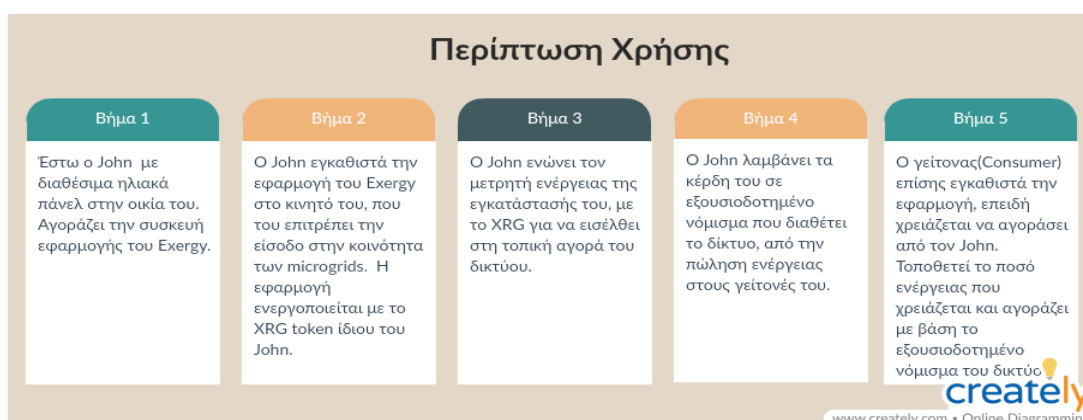 Περίπτωση Χρήσης
Βήμα 1
Έστω ο John με
διαθέσιμα ηλιακά
πάνελ στην οικία του.
Αγοράζει την συσκευή
εφαρμογής του Exergy.
Βήμα 2
Ο John εγκαθιστά την
εφαρμογή του Exergy
στο κινητό του, που
του επιτρέπει την
είσοδο στην κοινότητα
των microgrids. Η
εφαρμογή
ενεργοποιείται με το
XRG token ίδιου του
John.
Βήμα 3
Ο John ενώνει τον
μετρητή ενέργειας της
εγκατάστασής του, με
το XRG για να εισέλθει
στη τοπική αγορά του
δικτύου.
Βήμα 4
Ο John λαμβάνει τα
κέρδη του σε
εξουσιοδοτημένο
νόμισμα που διαθέτει
το δίκτυο, από την
πώληση ενέργειας
στους γείτονές του.
Βήμα 5
Ο γείτονας(Consumer)
επίσης εγκαθιστά την
εφαρμογή, επειδή
χρειάζεται να αγοράσει
από τον John.
Τοποθετεί το ποσό
ενέργειας που
χρειάζεται και αγοράζει
με βάση το
εξουσιοδοτημένο
νόμισμα του
creately
www.creately.com • Online